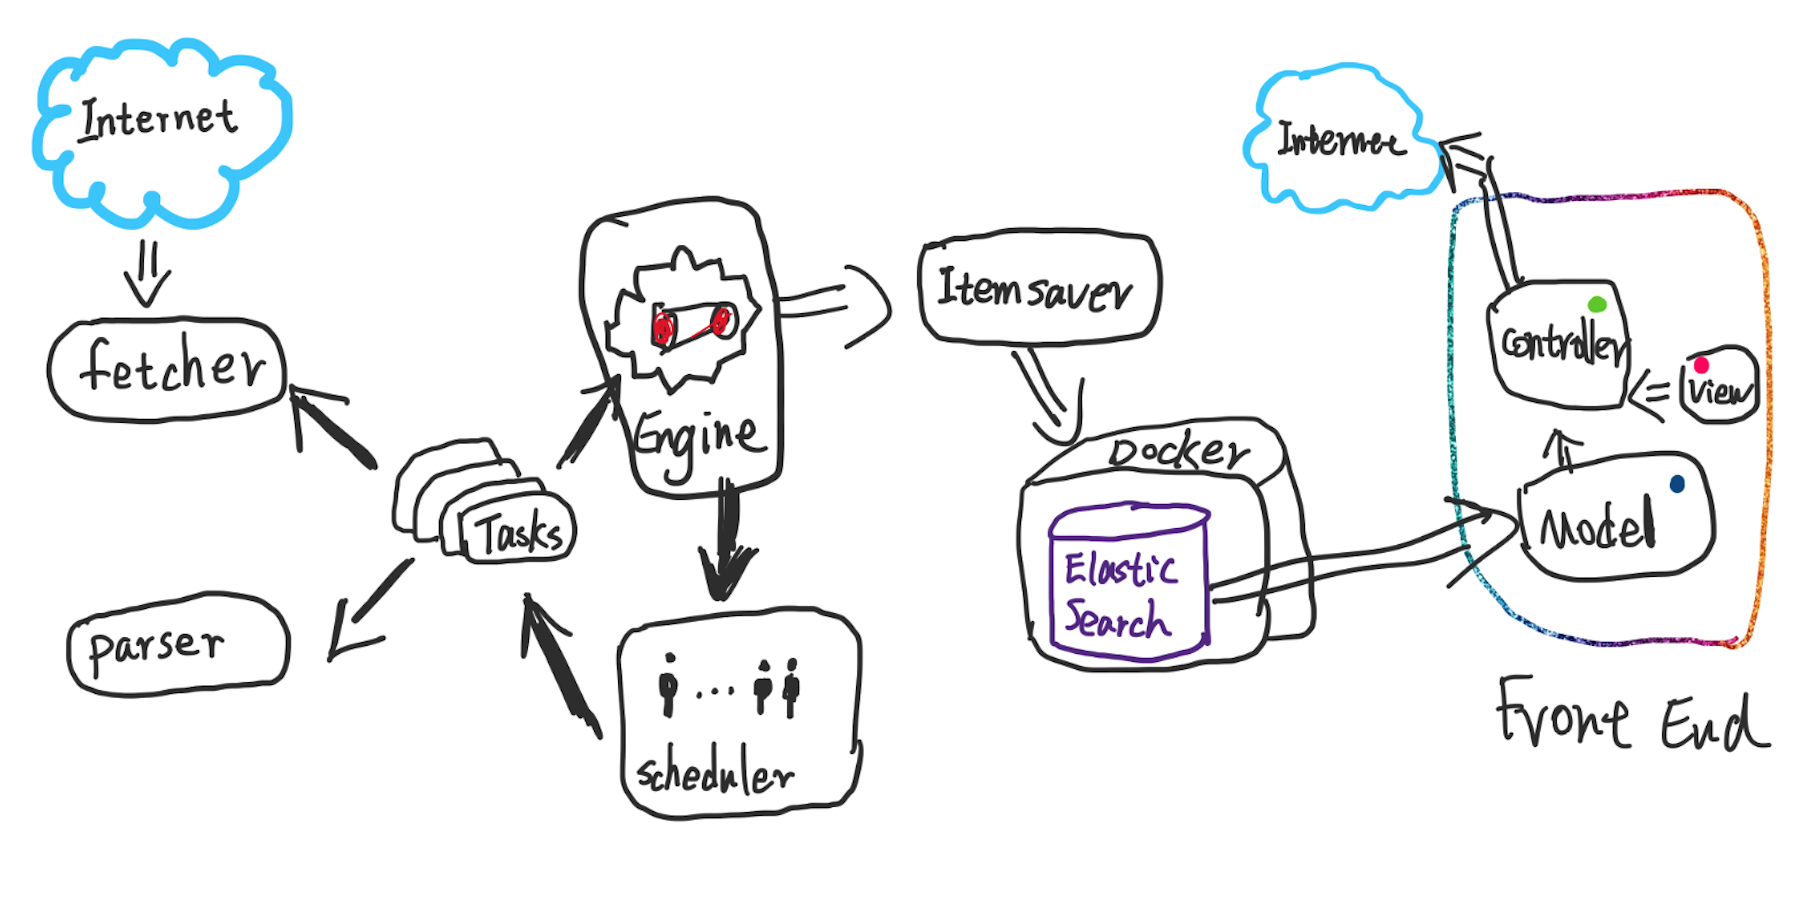 Internet
fetcher
Tasks
parser
Engine
scheduler
Itemsaver
Docker
Elastic
Search
Internet
controller
view
Model
Front End